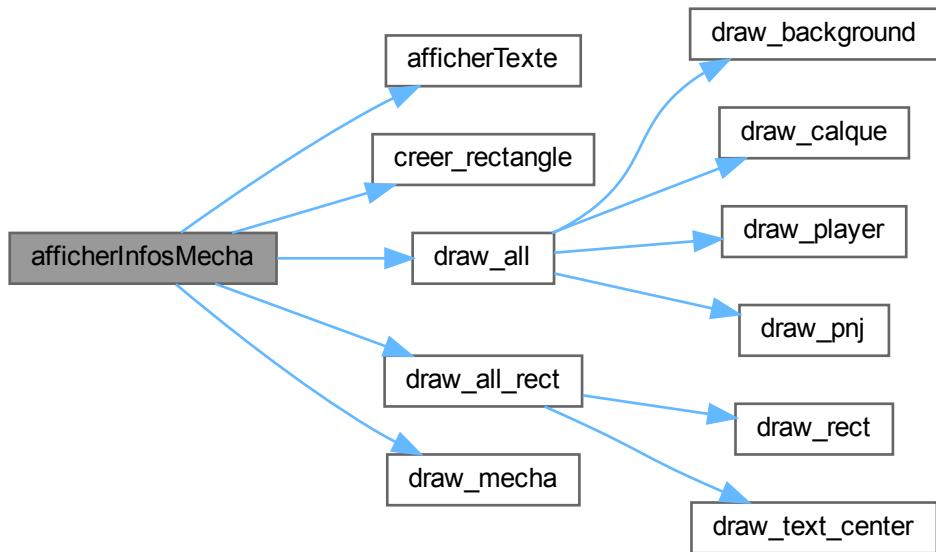 draw_background
afficherTexte
draw_calque
creer_rectangle
draw_player
afficherInfosMecha
draw_all
draw_pnj
draw_all_rect
draw_rect
draw_mecha
draw_text_center